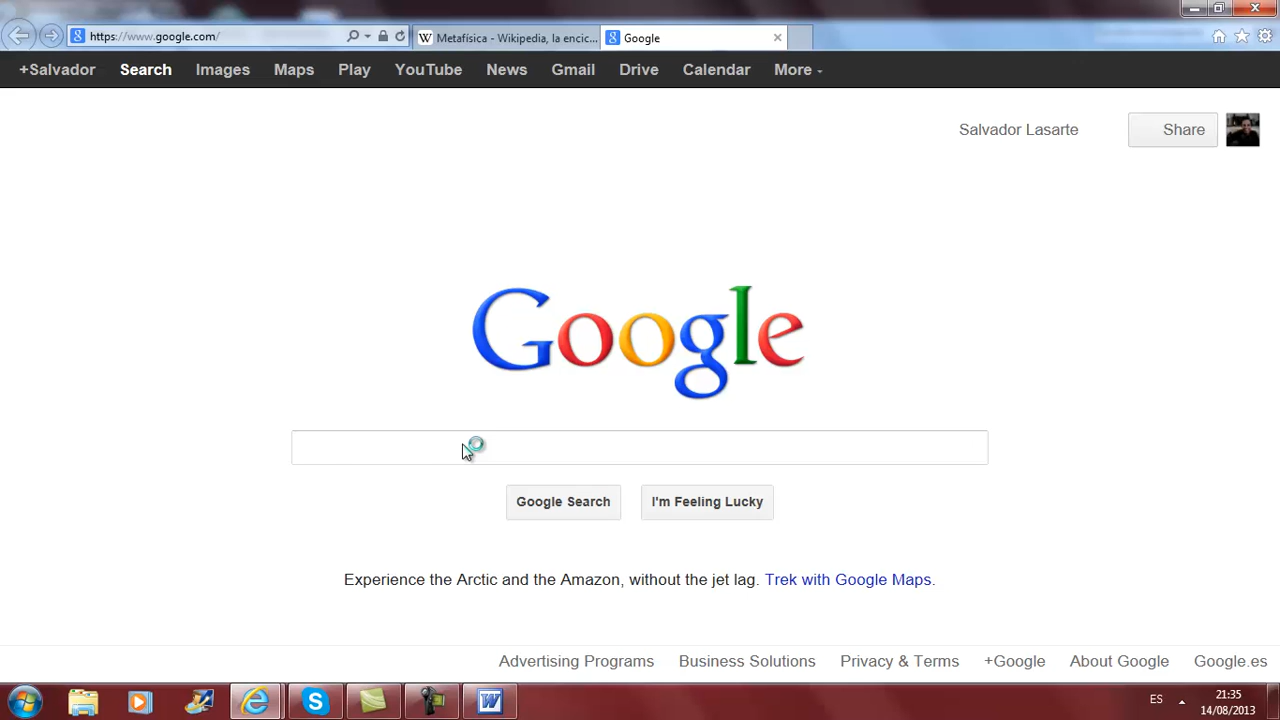 https://www.google.com/
Metafísica - Wikipedia, la encic...
Google
+Salvador Search Images Maps Play YouTube News Gmail Drive Calendar More
Salvador Lasarte
Share
Google
Google Search
I'm Feeling Lucky
Experience the Arctic and the Amazon, without the jet lag. Trek with Google Maps.
Advertising Programs Business Solutions Privacy & Terms +Google About Google Google.es
ES
21:35
14/08/2013